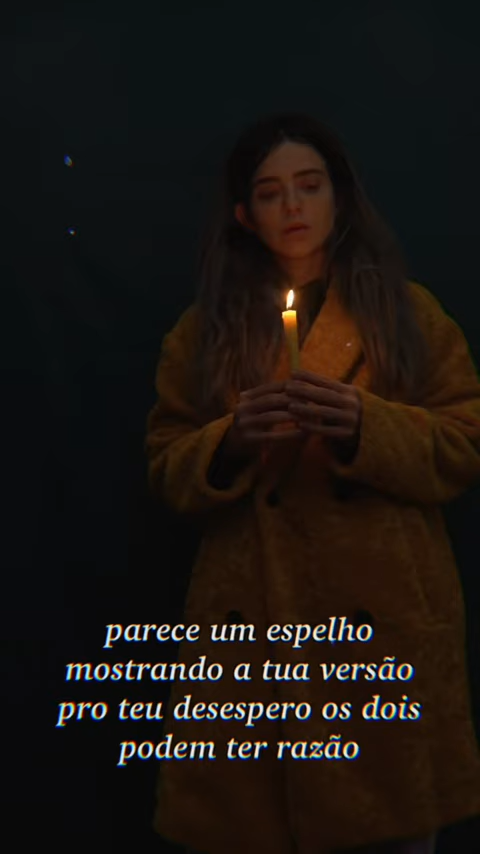 parece um espelho
mostrando a tua versão
pro teu desespero os dois
podem ter razão